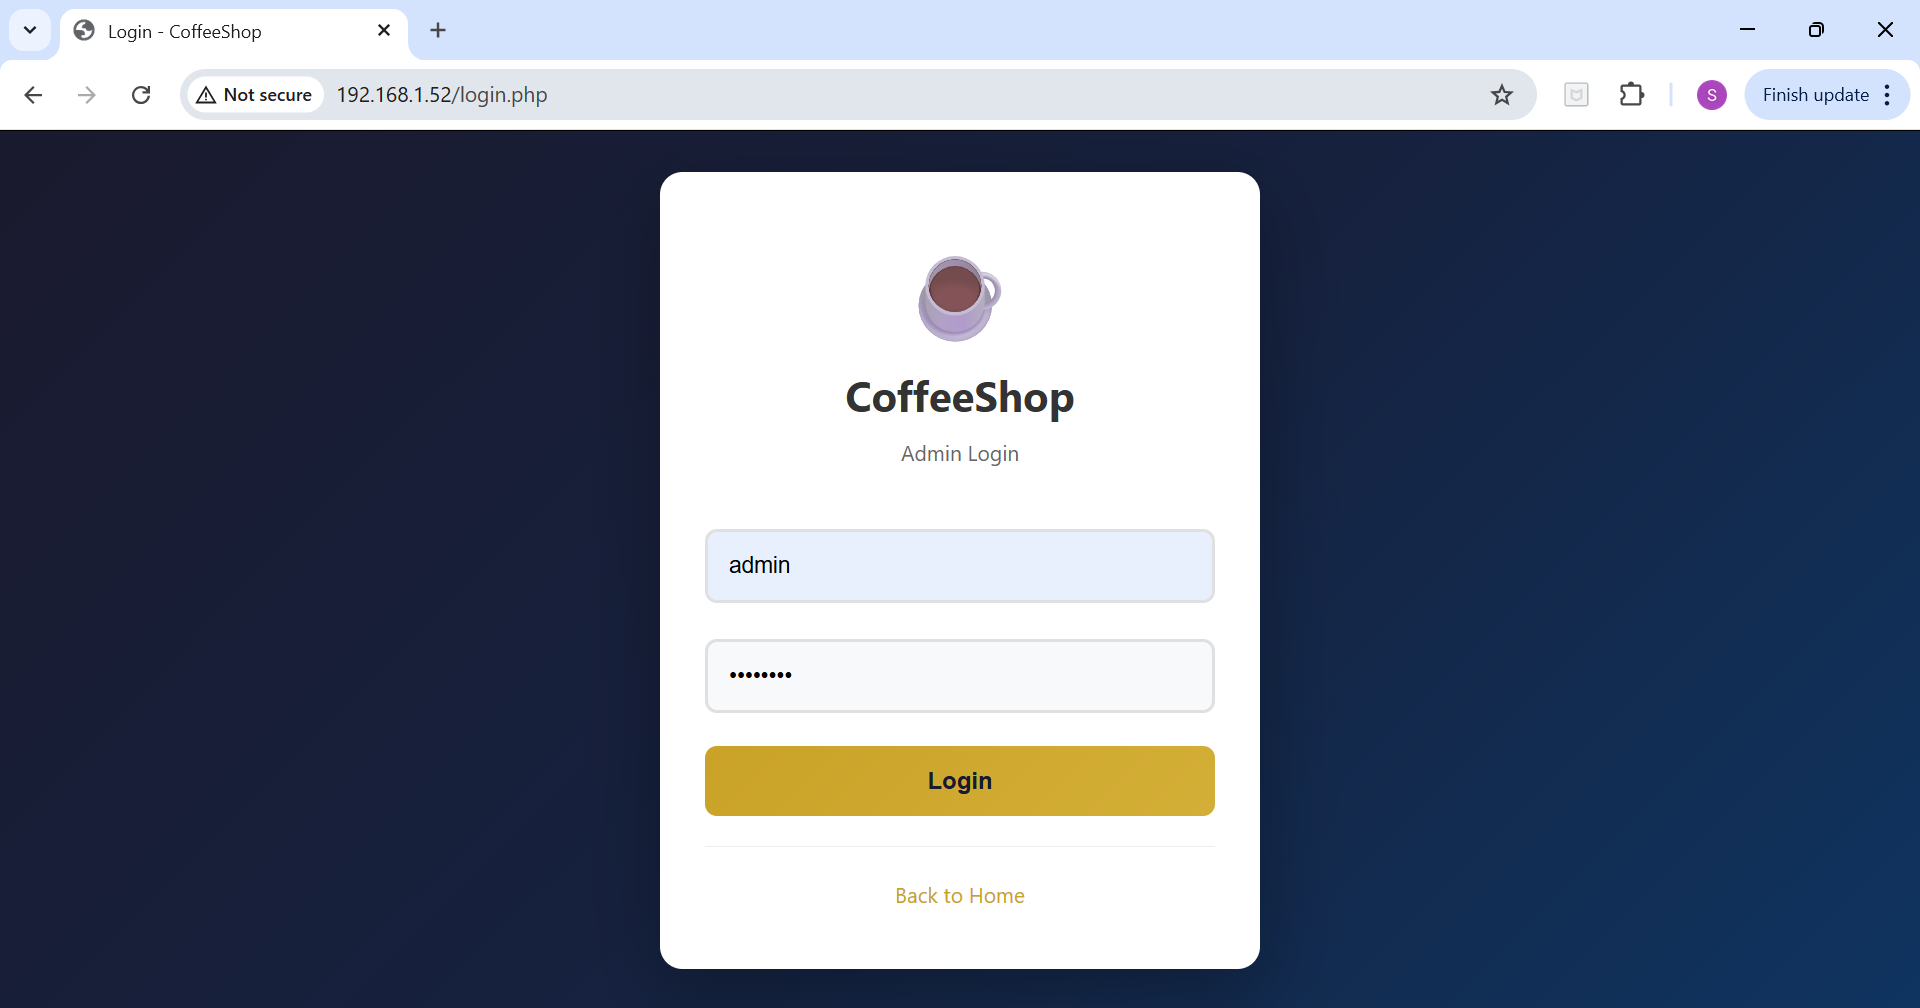 Login - CoffeeShop
Not secure
192.168.1.52/login.php
S
Finish update
CoffeeShop
Admin Login
admin
••••••••
Login
Back to Home